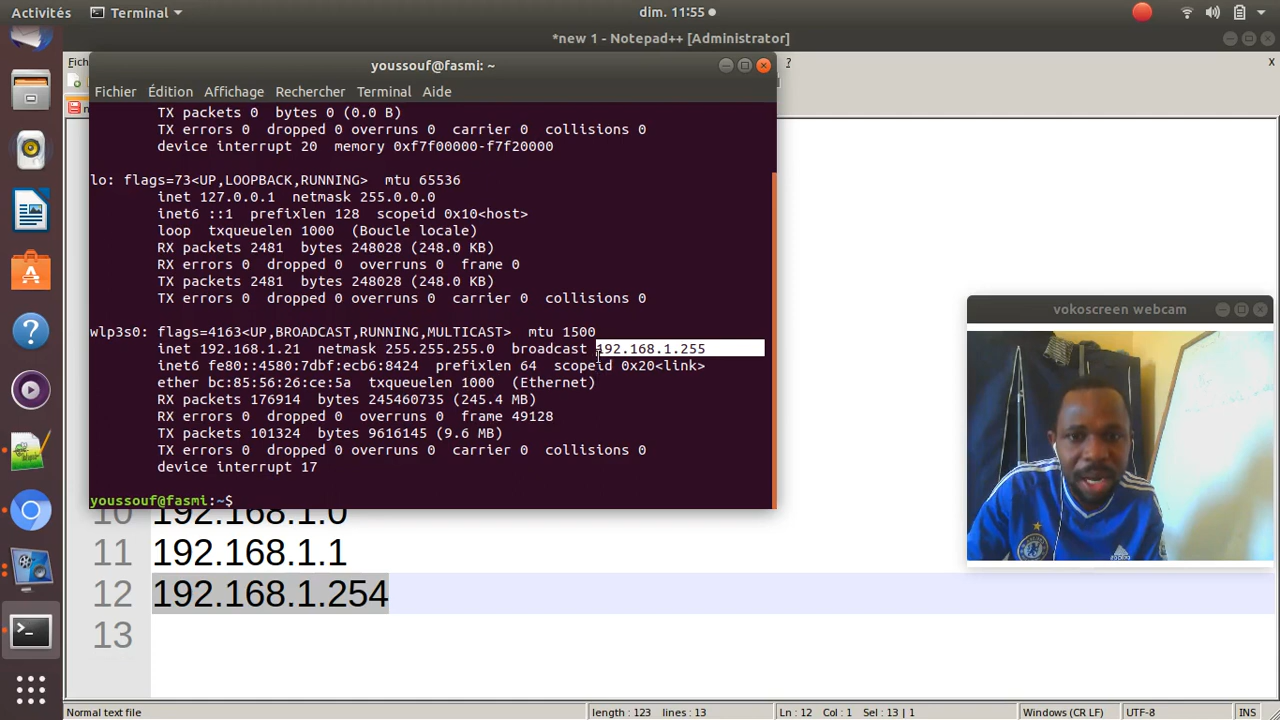 Activités
Terminal
dim. 11:55
*new 1 - Notepad++ [Administrator]
youssouf@fasmi: ~
?
X
Fichier Édition Affichage Rechercher Terminal Aide
TX packets 0  bytes 0 (0.0 B)
TX errors 0  dropped 0 overruns 0  carrier 0  collisions 0
device interrupt 20  memory 0xf7f00000-f7f20000
lo: flags=73<UP,LOOPBACK,RUNNING>  mtu 65536
inet 127.0.0.1  netmask 255.0.0.0
inet6 ::1  prefixlen 128  scopeid 0x10<host>
loop  txqueuelen 1000  (Boucle locale)
RX packets 2481  bytes 248028 (248.0 KB)
RX errors 0  dropped 0  overruns 0  frame 0
TX packets 2481  bytes 248028 (248.0 KB)
TX errors 0  dropped 0 overruns 0  carrier 0  collisions 0
wlp3s0: flags=4163<UP,BROADCAST,RUNNING,MULTICAST>  mtu 1500
inet 192.168.1.21  netmask 255.255.255.0  broadcast 192.168.1.255
inet6 fe80::4580:7dbf:ecb6:8424  prefixlen 64  scopeid 0x20<link>
ether bc:85:56:26:ce:5a  txqueuelen 1000  (Ethernet)
RX packets 176914  bytes 245460735 (245.4 MB)
RX errors 0  dropped 0  overruns 0  frame 49128
TX packets 101324  bytes 9616145 (9.6 MB)
TX errors 0  dropped 0 overruns 0  carrier 0  collisions 0
device interrupt 17
youssouf@fasmi:~$
vokoscreen webcam
10 192.168.1.0
11 192.168.1.1
12 192.168.1.254
13
Normal text file
length : 123  lines : 13
Ln : 12  Col : 1  Sel : 13 | 1
Windows (CR LF)
UTF-8
INS